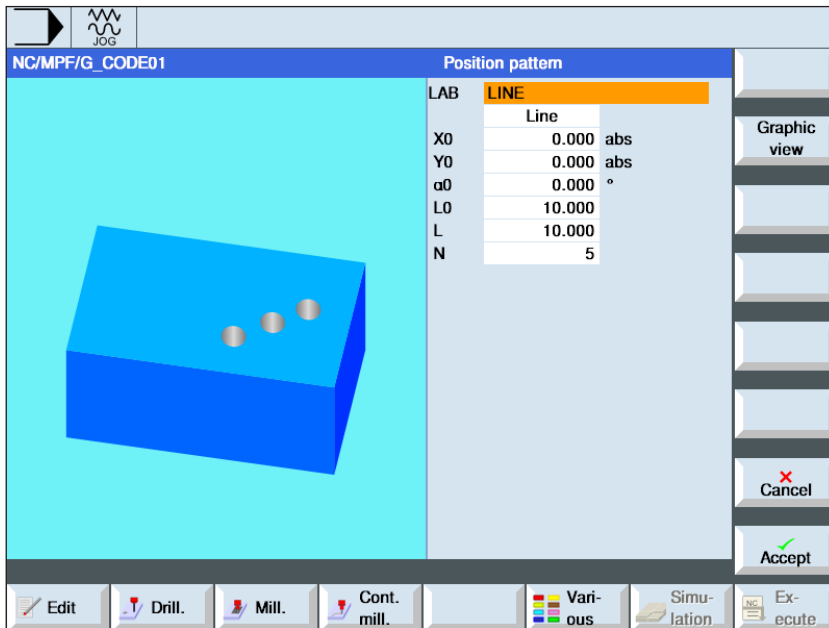 JOG
NC/MPF/G_CODE01
Position pattern
LAB LINE
Line
X0 0.000 abs
Y0 0.000 abs
α0 0.000 °
L0 10.000
L 10.000
N 5
Graphic
view
Cancel
Accept
Edit
Drill.
Mill.
Cont.
mill.
Vari-
ous
Simu-
lation
NC
Ex-
ecute